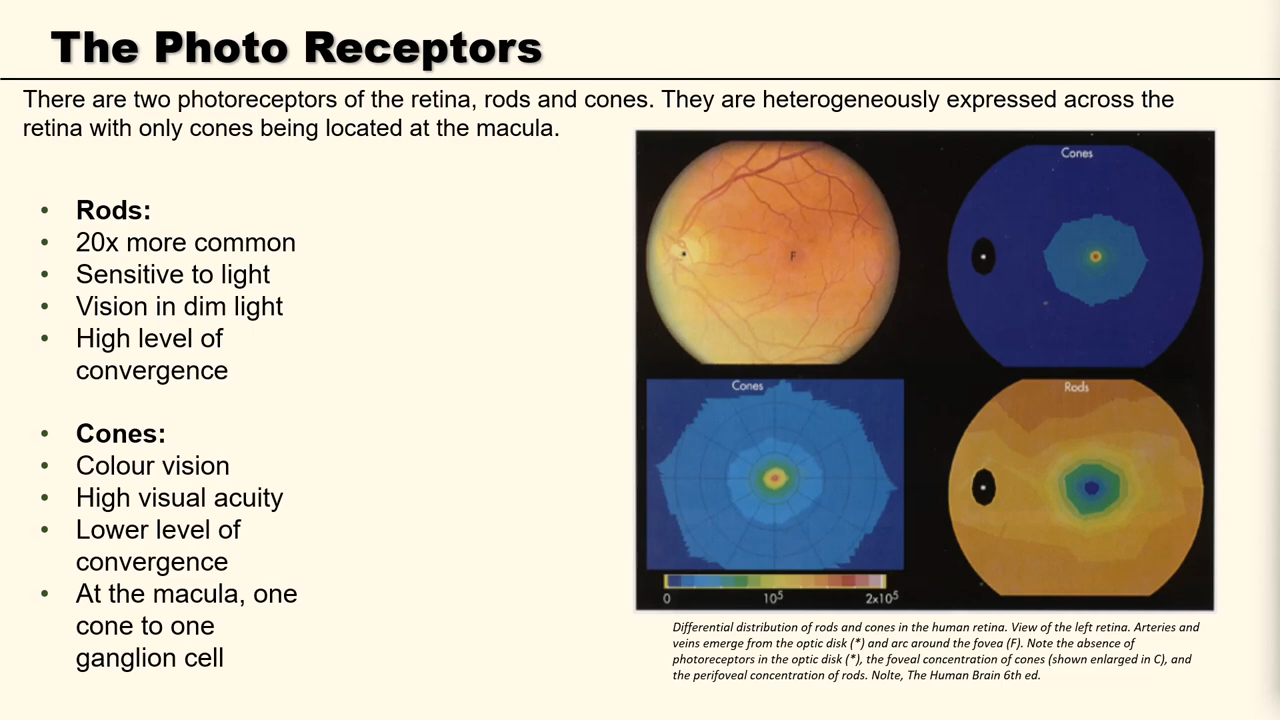 The Photo Receptors
There are two photoreceptors of the retina, rods and cones. They are heterogeneously expressed across the
retina with only cones being located at the macula.
• Rods:
• 20x more common
• Sensitive to light
• Vision in dim light
• High level of
convergence
• Cones:
• Colour vision
• High visual acuity
• Lower level of
convergence
• At the macula, one
cone to one
ganglion cell
F
Cones
Cones
Rods
0 10⁵ 2x10⁵
Differential distribution of rods and cones in the human retina. View of the left retina. Arteries and
veins emerge from the optic disk (*) and arc around the fovea (F). Note the absence of
photoreceptors in the optic disk (*), the foveal concentration of cones (shown enlarged in C), and
the perifoveal concentration of rods. Nolte, The Human Brain 6th ed.